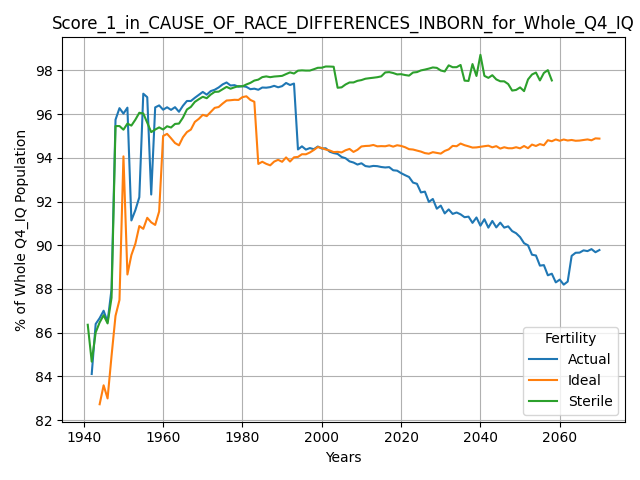 Score_1_in_CAUSE_OF_RACE_DIFFERENCES_INBORN_for_Whole_Q4_IQ
% of Whole Q4_IQ Population
98
96
94
92
90
88
86
84
82
Fertility
Actual
Ideal
Sterile
1940
1960
1980
2000
2020
2040
2060
Years